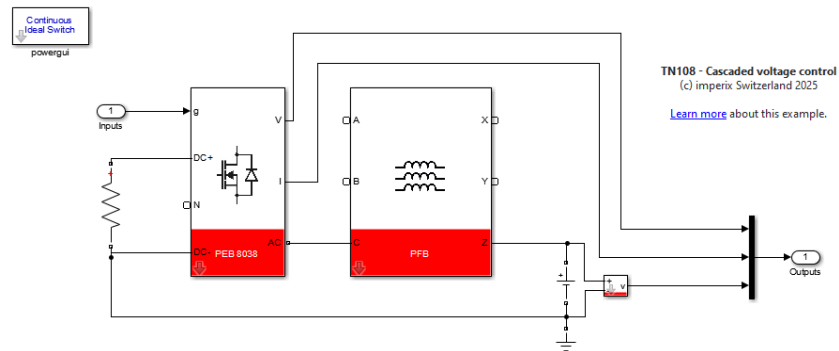 Continuous
Ideal Switch
powergui
TN108 - Cascaded voltage control
(c) imperix Switzerland 2025
Learn more about this example.
1
Inputs
g
DC+
N
DC-
V
I
AC
PEB 8038
A
B
C
X
Y
Z
PFB
+
+
-
v
1
Outputs